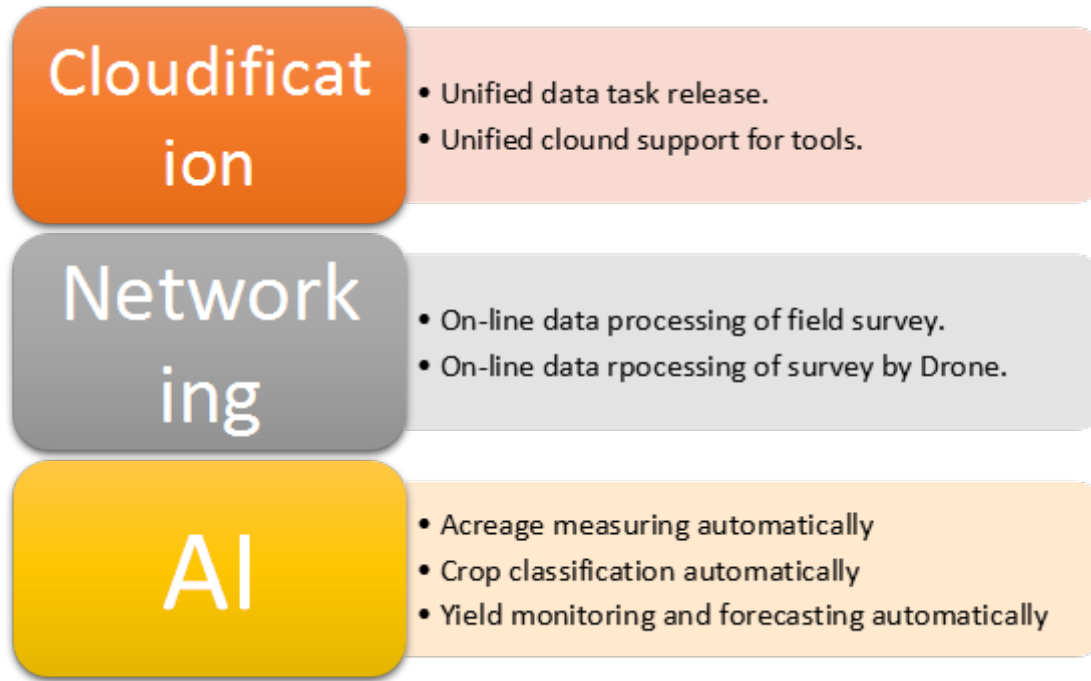 Cloudificat
ion
• Unified data task release.
• Unified clound support for tools.
Network
ing
• On-line data processing of field survey.
• On-line data rpocessing of survey by Drone.
AI
• Acreage measuring automatically
• Crop classification automatically
• Yield monitoring and forecasting automatically